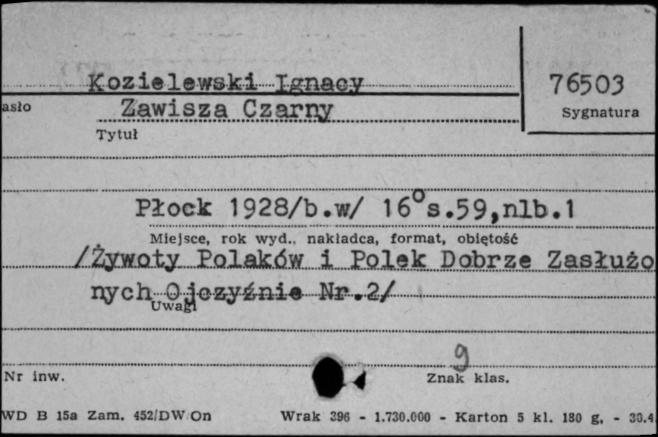 Kozielewski Ignacy
76503
asło
Zawisza Czarny
Sygnatura
Tytuł
Płock 1928/b.w/ 16°s.59,nlb.1
Miejsce, rok wyd., nakładca, format, objętość
/Żywoty Polaków i Polek Dobrze Zasłużo
nych Ojczyźnie Nr.2/
Uwagi
9
Nr inw.
Znak klas.
WD B 15a Zam. 452/DW On Wrak 396 - 1.730.000 - Karton 5 kl. 180 g. - 30.4